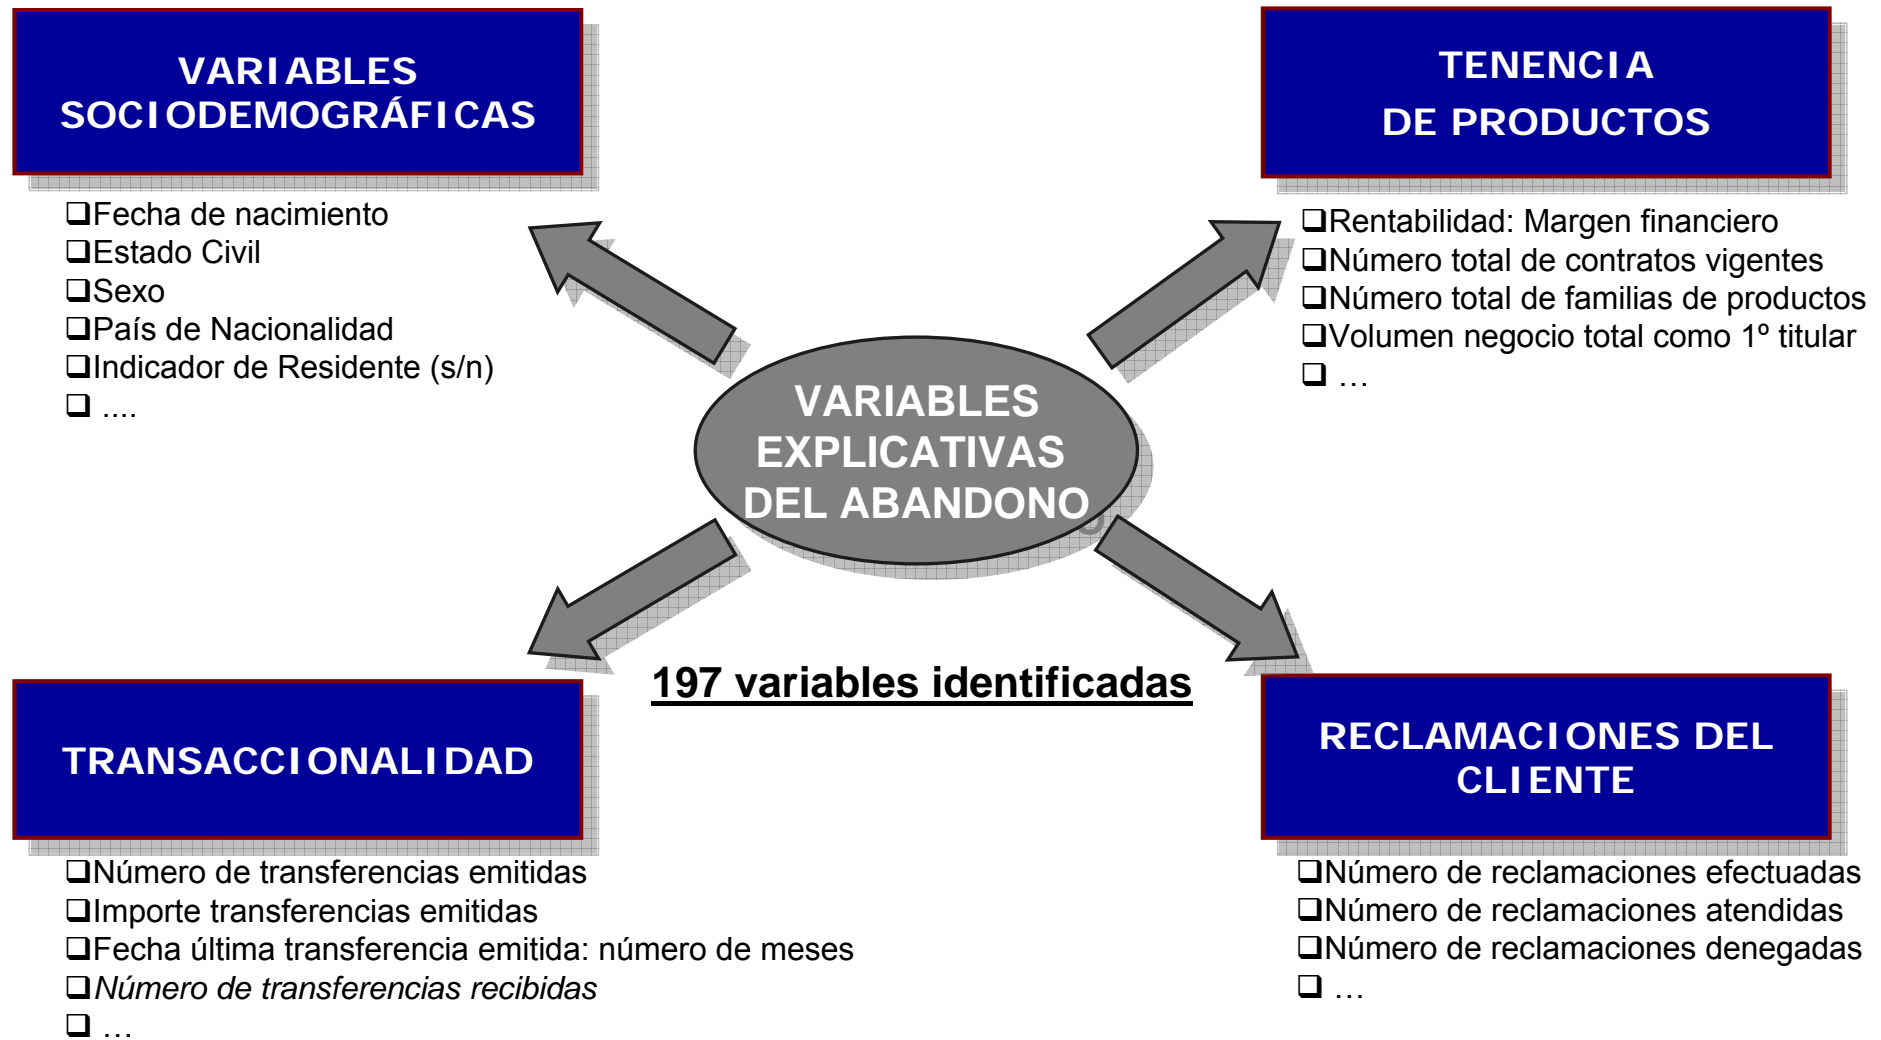 VARIABLES
SOCIODEMOGRÁFICAS
❑Fecha de nacimiento
❑Estado Civil
❑Sexo
❑País de Nacionalidad
❑Indicador de Residente (s/n)
❑ ....
TENENCIA
DE PRODUCTOS
❑Rentabilidad: Margen financiero
❑Número total de contratos vigentes
❑Número total de familias de productos
❑Volumen negocio total como 1º titular
❑ …
VARIABLES
EXPLICATIVAS
DEL ABANDONO
197 variables identificadas
TRANSACCIONALIDAD
❑Número de transferencias emitidas
❑Importe transferencias emitidas
❑Fecha última transferencia emitida: número de meses
❑Número de transferencias recibidas
❑ …
RECLAMACIONES DEL
CLIENTE
❑Número de reclamaciones efectuadas
❑Número de reclamaciones atendidas
❑Número de reclamaciones denegadas
❑ …